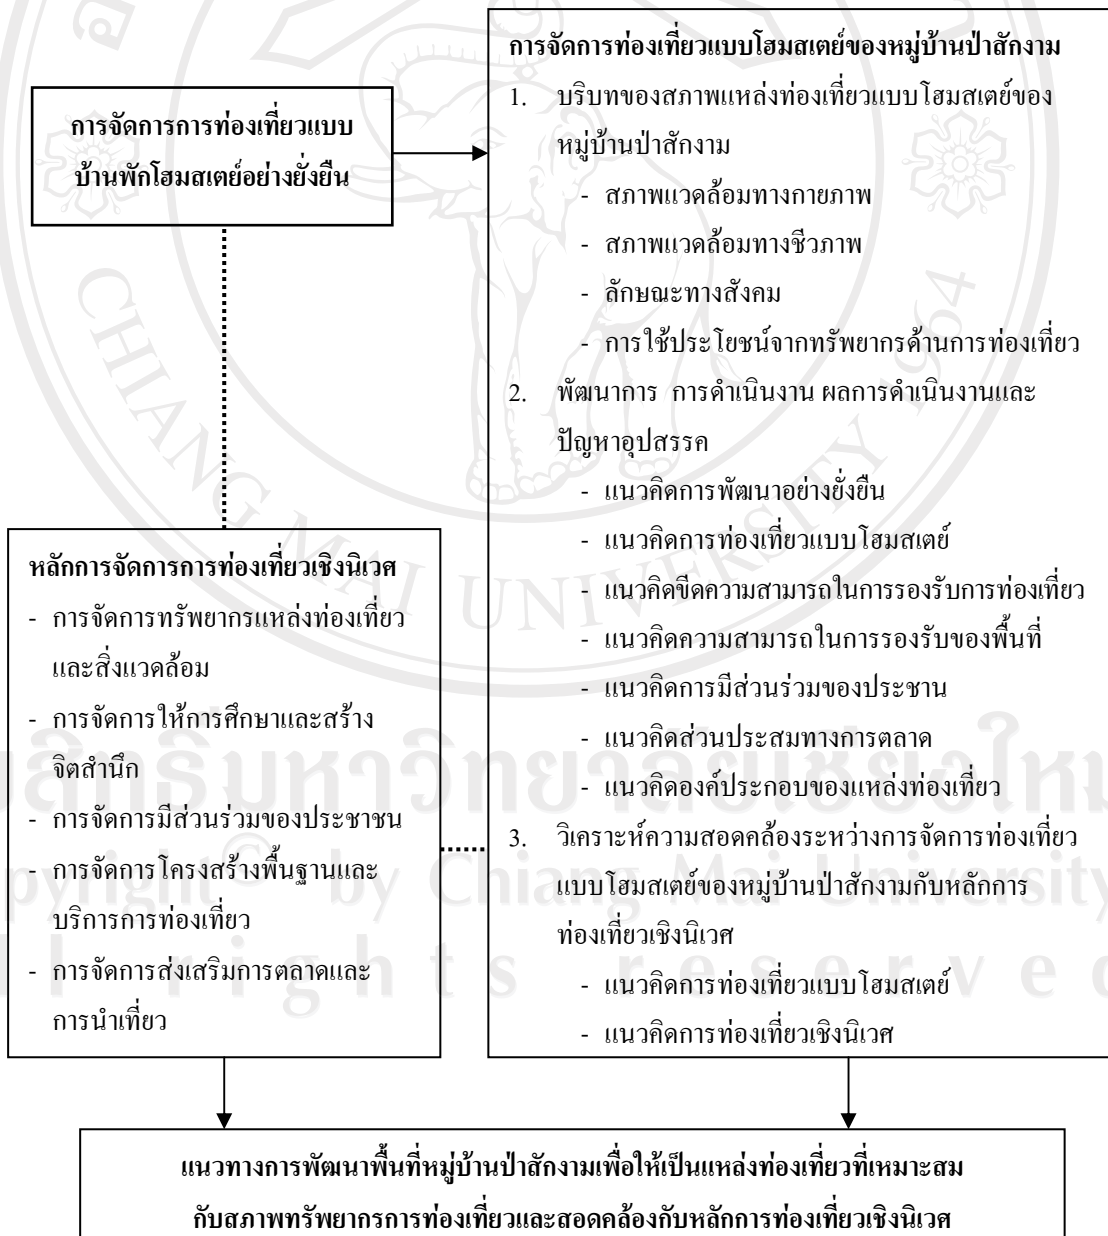 การจัดการการท่องเที่ยวแบบ
บ้านพักโฮมสเตย์อย่างยั่งยืน
การจัดการท่องเที่ยวแบบโฮมสเตย์ของหมู่บ้านป่าสักงาม
1. บริบทของสภาพแหล่งท่องเที่ยวแบบโฮมสเตย์ของ
หมู่บ้านป่าสักงาม
- สภาพแวดล้อมทางกายภาพ
- สภาพแวดล้อมทางชีวภาพ
- ลักษณะทางสังคม
- การใช้ประโยชน์จากทรัพยากรด้านการท่องเที่ยว
2. พัฒนาการ การดำเนินงาน ผลการดำเนินงานและ
ปัญหาอุปสรรค
- แนวคิดการพัฒนาอย่างยั่งยืน
- แนวคิดการท่องเที่ยวแบบโฮมสเตย์
- แนวคิดขีดความสามารถในการรองรับการท่องเที่ยว
- แนวคิดความสามารถในการรองรับของพื้นที่
- แนวคิดการมีส่วนร่วมของประชาน
- แนวคิดส่วนประสมทางการตลาด
- แนวคิดองค์ประกอบของแหล่งท่องเที่ยว
3. วิเคราะห์ความสอดคล้องระหว่างการจัดการท่องเที่ยว
แบบโฮมสเตย์ของหมู่บ้านป่าสักงามกับหลักการ
ท่องเที่ยวเชิงนิเวศ
- แนวคิดการท่องเที่ยวแบบโฮมสเตย์
- แนวคิดการท่องเที่ยวเชิงนิเวศ
หลักการจัดการการท่องเที่ยวเชิงนิเวศ
- การจัดการทรัพยากรแหล่งท่องเที่ยว
และสิ่งแวดล้อม
- การจัดการให้การศึกษาและสร้าง
จิตสำนึก
- การจัดการมีส่วนร่วมของประชาชน
- การจัดการโครงสร้างพื้นฐานและ
บริการการท่องเที่ยว
- การจัดการส่งเสริมการตลาดและ
การนำเที่ยว
แนวทางการพัฒนาพื้นที่หมู่บ้านป่าสักงามเพื่อให้เป็นแหล่งท่องเที่ยวที่เหมาะสม
กับสภาพทรัพยากรการท่องเที่ยวและสอดคล้องกับหลักการท่องเที่ยวเชิงนิเวศ
CHIANG MAI UNIVERSITY 1964
by Chiang Mai University
rights reserved